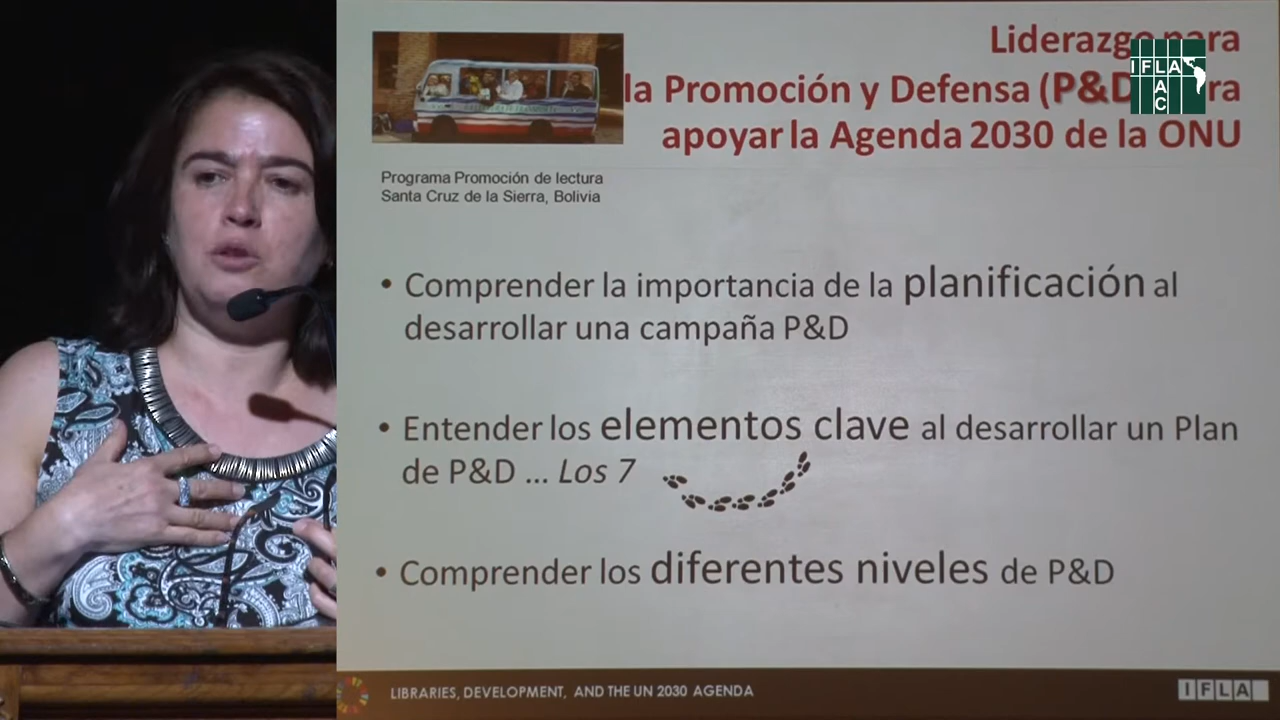 Liderazgo para
la Promoción y Defensa (P&D) para
apoyar la Agenda 2030 de la ONU
IFLA
LAC
Programa Promoción de lectura
Santa Cruz de la Sierra, Bolivia
• Comprender la importancia de la planificación al
desarrollar una campaña P&D
• Entender los elementos clave al desarrollar un Plan
de P&D ... Los 7
• Comprender los diferentes niveles de P&D
LIBRARIES, DEVELOPMENT, AND THE UN 2030 AGENDA
IFLA